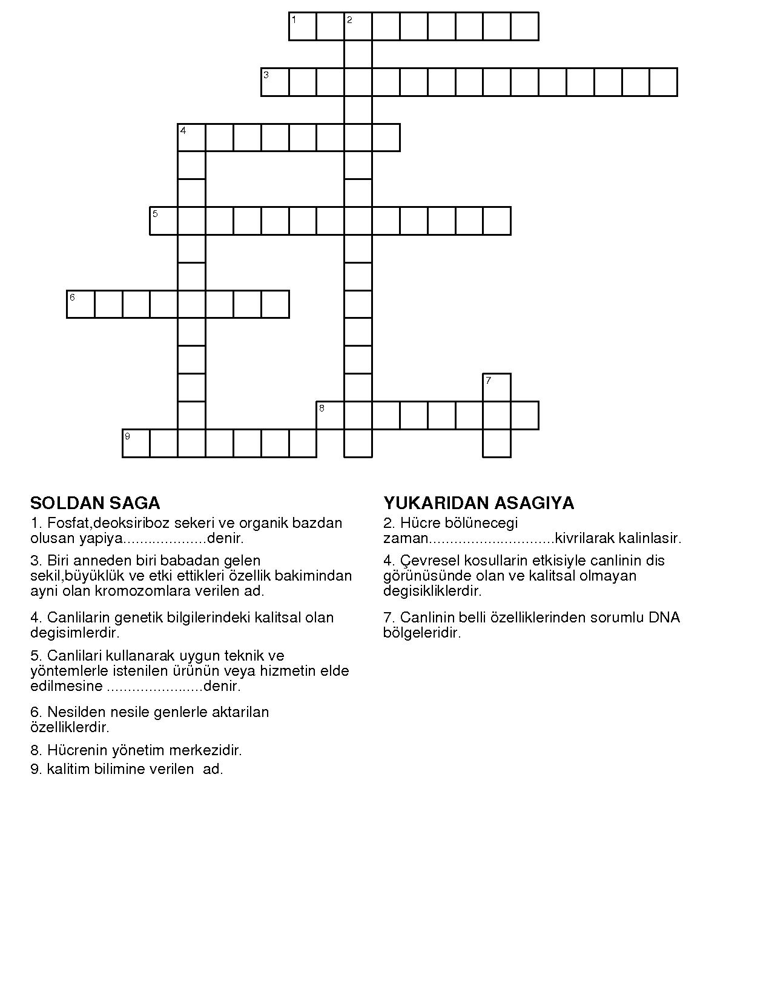 1
2
3
4
5
6
7
8
9
SOLDAN SAGA
1. Fosfat,deoksiriboz sekeri ve organik bazdan
olusan yapiya....................denir.
3. Biri anneden biri babadan gelen
sekil,büyüklük ve etki ettikleri özellik bakimindan
ayni olan kromozomlara verilen ad.
4. Canlilarin genetik bilgilerindeki kalitsal olan
degisimlerdir.
5. Canlilari kullanarak uygun teknik ve
yöntemlerle istenilen ürünün veya hizmetin elde
edilmesine .......................denir.
6. Nesilden nesile genlerle aktarilan
özelliklerdir.
8. Hücrenin yönetim merkezidir.
9. kalitim bilimine verilen  ad.
YUKARIDAN ASAGIYA
2. Hücre bölünecegi
zaman..............................kivrilarak kalinlasir.
4. Çevresel kosullarin etkisiyle canlinin dis
görünüsünde olan ve kalitsal olmayan
degisikliklerdir.
7. Canlinin belli özelliklerinden sorumlu DNA
bölgeleridir.